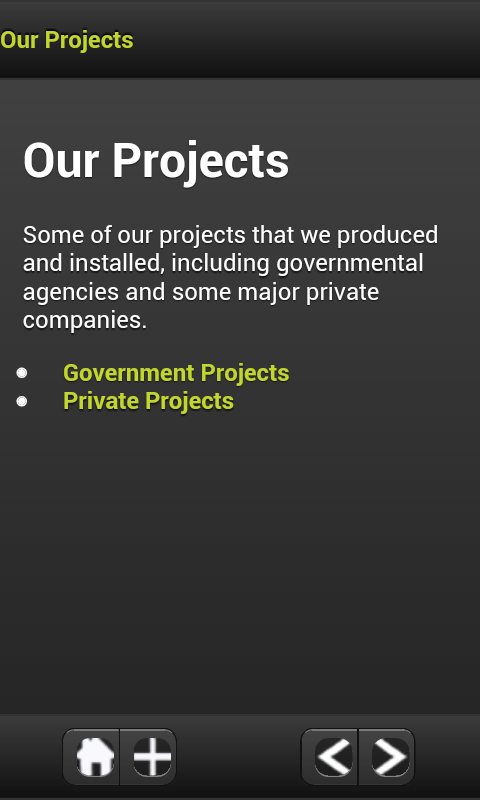 Our Projects
Our Projects
Some of our projects that we produced
and installed, including governmental
agencies and some major private
companies.
Government Projects
Private Projects